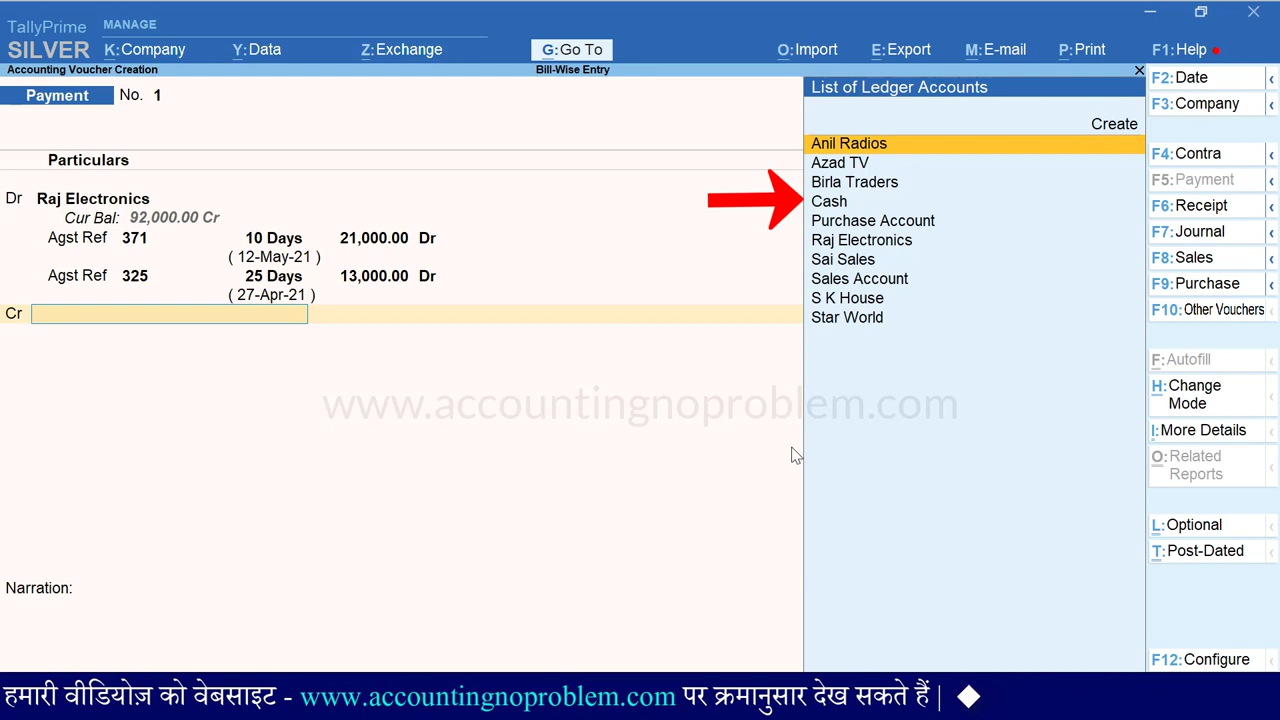 TallyPrime MANAGE
SILVER K:Company Y:Data Z:Exchange G:Go To O:Import E:Export M:E-mail P:Print F1:Help
Accounting Voucher Creation Bill-Wise Entry
Payment No. 1
Particulars
Dr Raj Electronics
Cur Bal: 92,000.00 Cr
Agst Ref 371 10 Days 21,000.00 Dr
( 12-May-21 )
Agst Ref 325 25 Days 13,000.00 Dr
( 27-Apr-21 )
Cr
Narration:
List of Ledger Accounts
Create
Anil Radios
Azad TV
Birla Traders
Cash
Purchase Account
Raj Electronics
Sai Sales
Sales Account
S K House
Star World
F2:Date
F3:Company
F4:Contra
F5:Payment
F6:Receipt
F7:Journal
F8:Sales
F9:Purchase
F10:Other Vouchers
F:Autofill
H:Change
Mode
I:More Details
O:Related
Reports
L:Optional
T:Post-Dated
F12:Configure
www.accountingnoproblem.com
हमारी वीडियोज़ को वेबसाइट - www.accountingnoproblem.com पर क्रमानुसार देख सकते हैं |